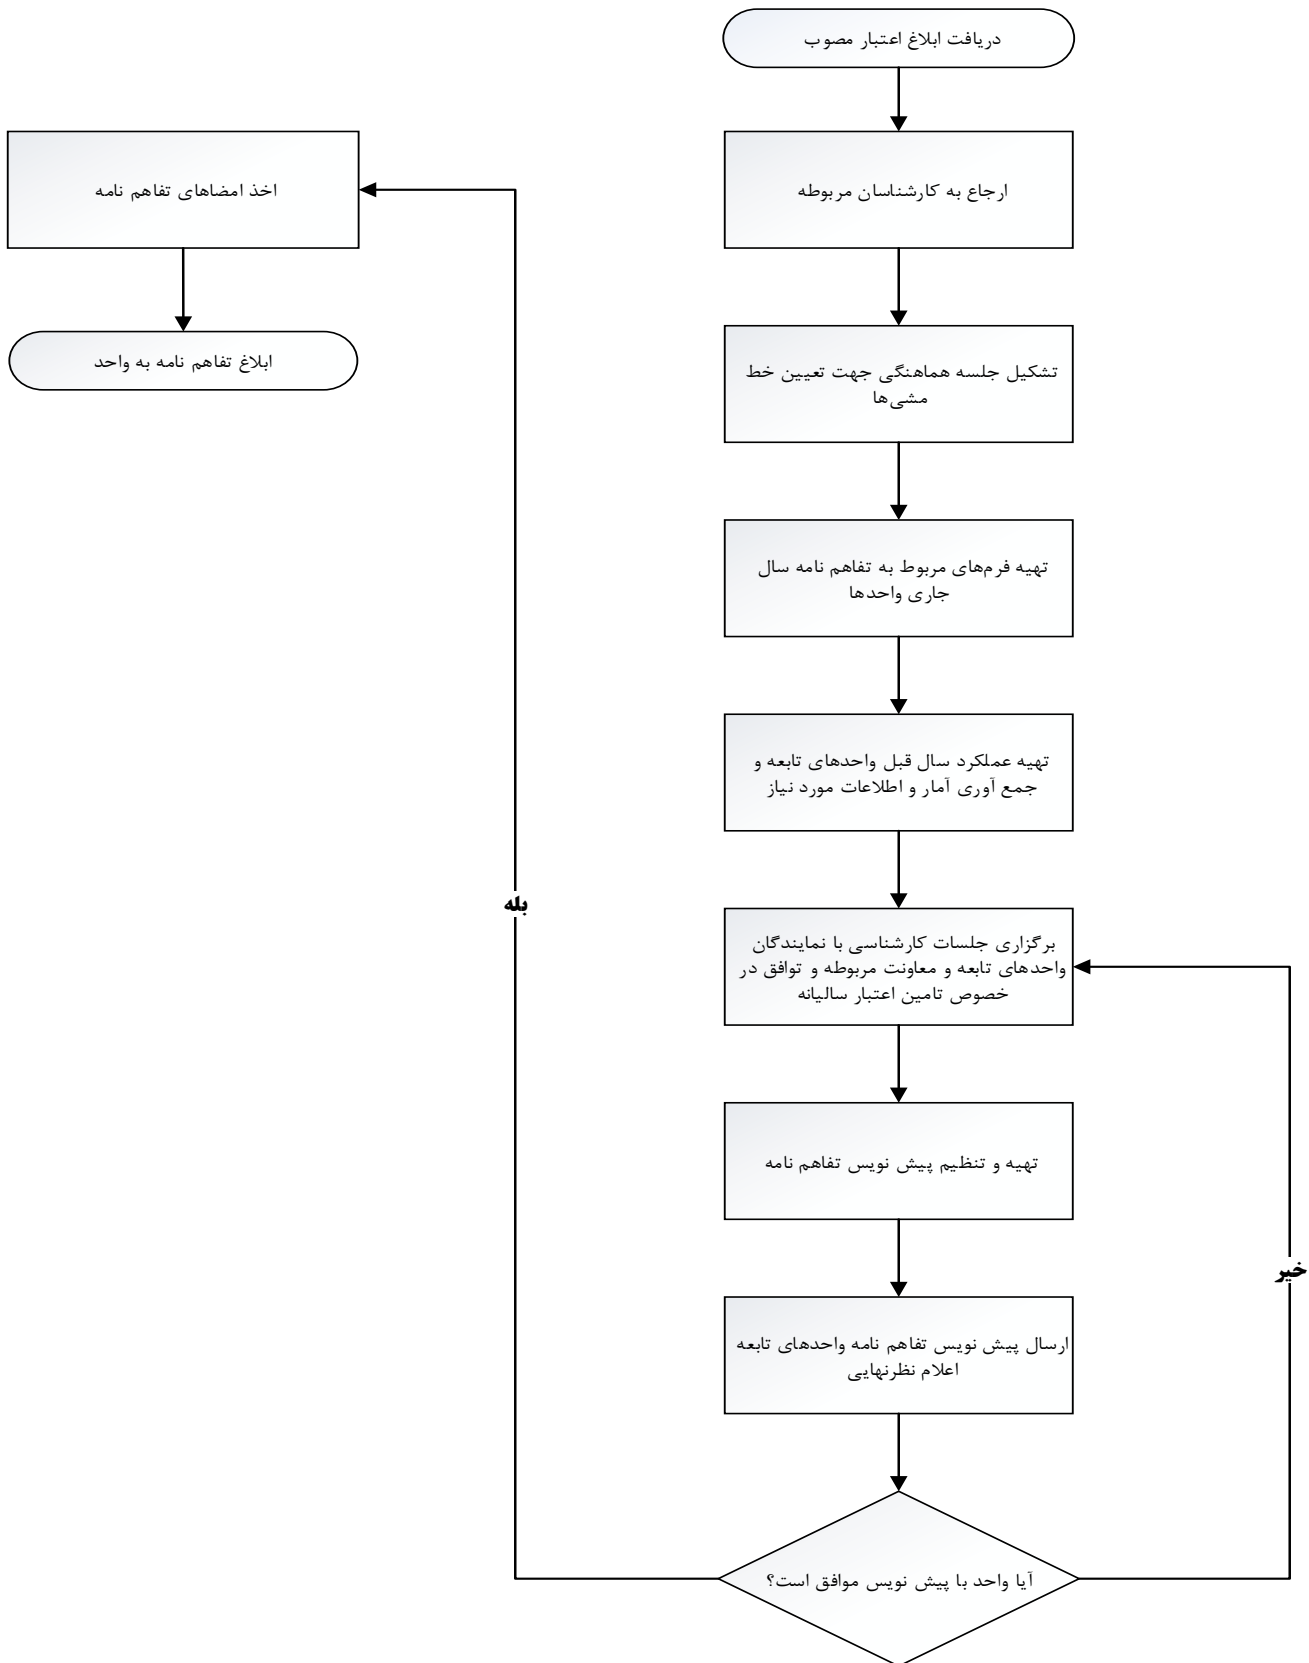 دریافت ابلاغ اعتبار مصوب
ارجاع به کارشناسان مربوطه
تشکیل جلسه هماهنگی جهت تعیین خط
مشی‌ها
تهیه فرم‌های مربوط به تفاهم نامه سال
جاری واحدها
تهیه عملکرد سال قبل واحدهای تابعه و
جمع آوری آمار و اطلاعات مورد نیاز
برگزاری جلسات کارشناسی با نمایندگان
واحدهای تابعه و معاونت مربوطه و توافق در
خصوص تامین اعتبار سالیانه
تهیه و تنظیم پیش نویس تفاهم نامه
ارسال پیش نویس تفاهم نامه واحدهای تابعه
اعلام نظرنهایی
آیا واحد با پیش نویس موافق است؟
خیر
بله
اخذ امضاهای تفاهم نامه
ابلاغ تفاهم نامه به واحد